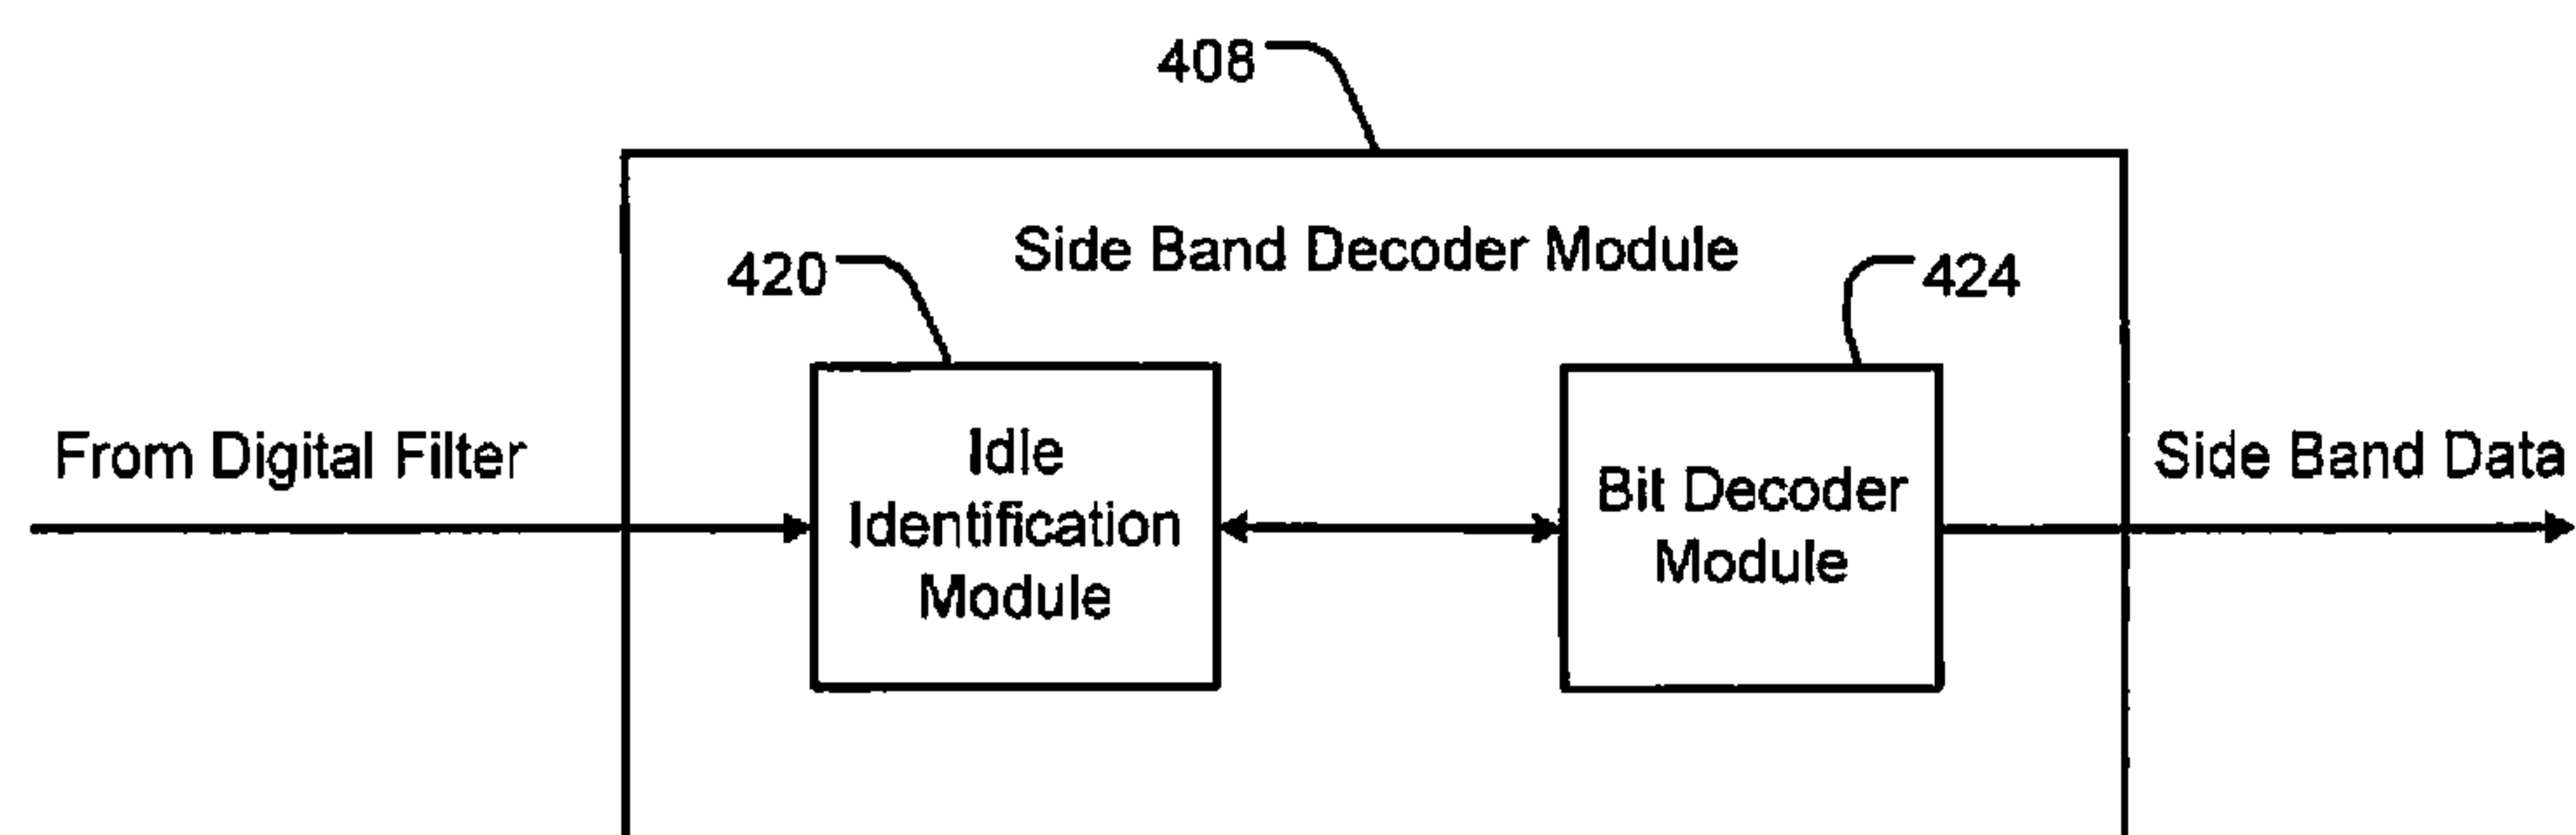 408
Side Band Decoder Module
420
424
From Digital Filter
Idle
Identification
Module
Bit Decoder
Module
Side Band Data